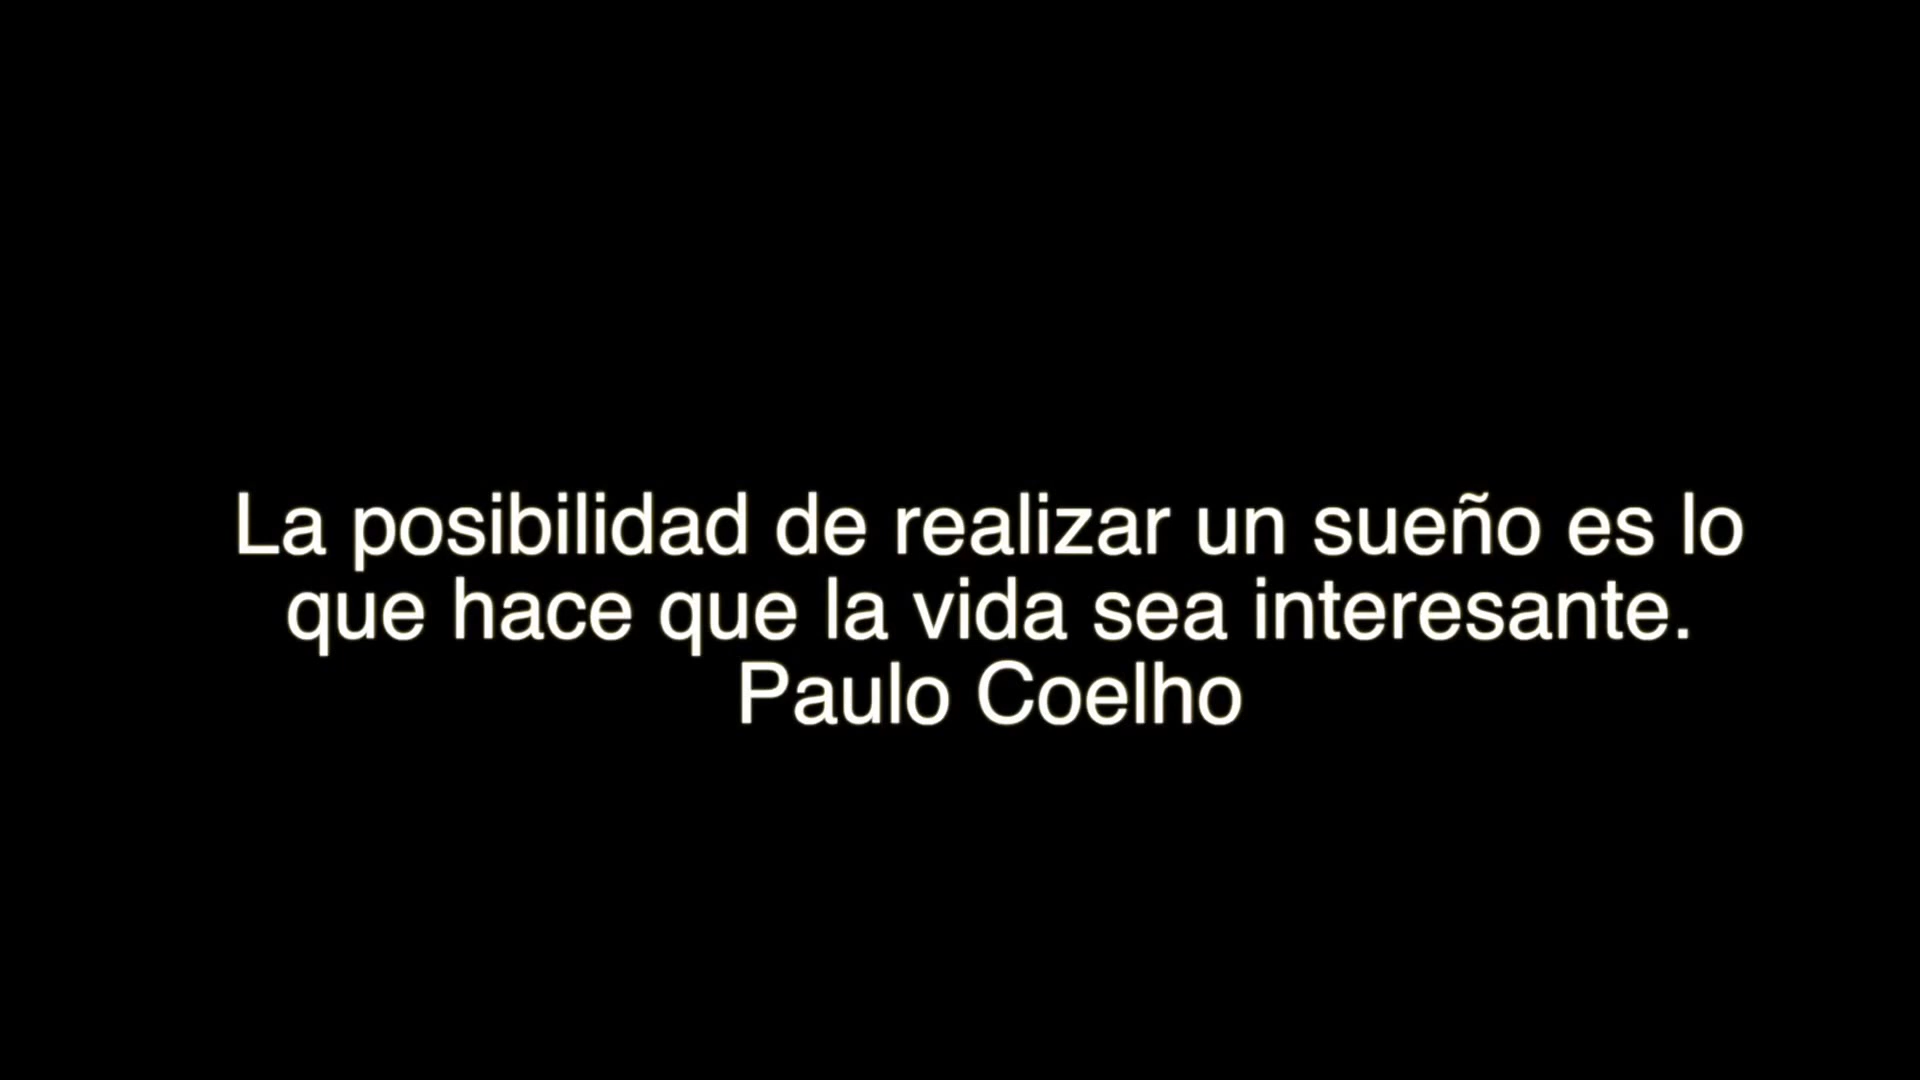 La posibilidad de realizar un sueño es lo
que hace que la vida sea interesante.
Paulo Coelho